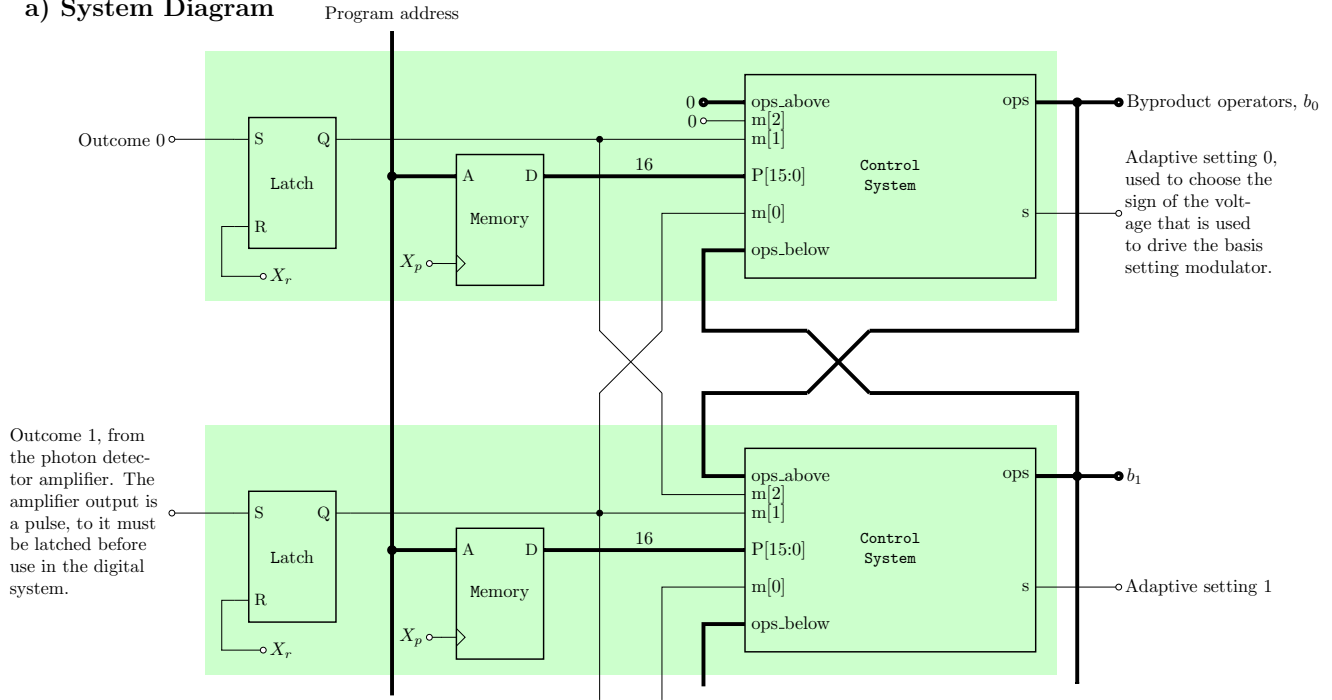 a) System Diagram
Program address
Outcome 0
S
Q
Latch
R
X_r
A
D
Memory
X_p
16
0
0
ops_above
m[2]
m[1]
P[15:0]
m[0]
ops_below
ops
s
Control
System
Byproduct operators, b_0
Adaptive setting 0,
used to choose the
sign of the volt-
age that is used
to drive the basis
setting modulator.
Outcome 1, from
the photon detec-
tor amplifier. The
amplifier output is
a pulse, to it must
be latched before
use in the digital
system.
S
Q
Latch
R
X_r
A
D
Memory
X_p
16
ops_above
m[2]
m[1]
P[15:0]
m[0]
ops_below
ops
s
Control
System
b_1
Adaptive setting 1